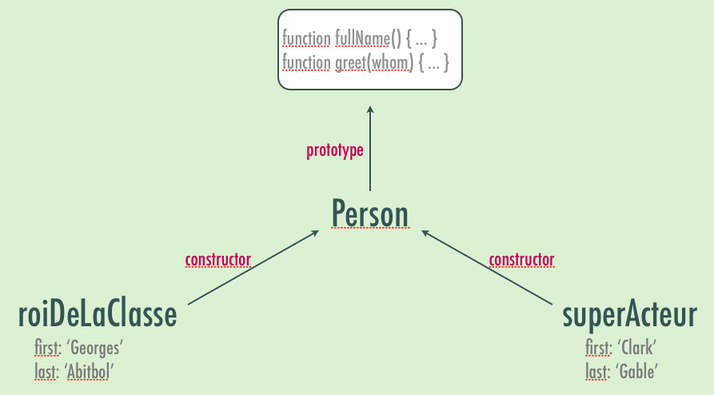 function fullName() { ... }
function greet(whom) { ... }
prototype
Person
constructor
constructor
roiDeLaClasse
superActeur
first: ‘Georges’
first: ‘Clark’
last: ‘Abitbol’
last: ‘Gable’